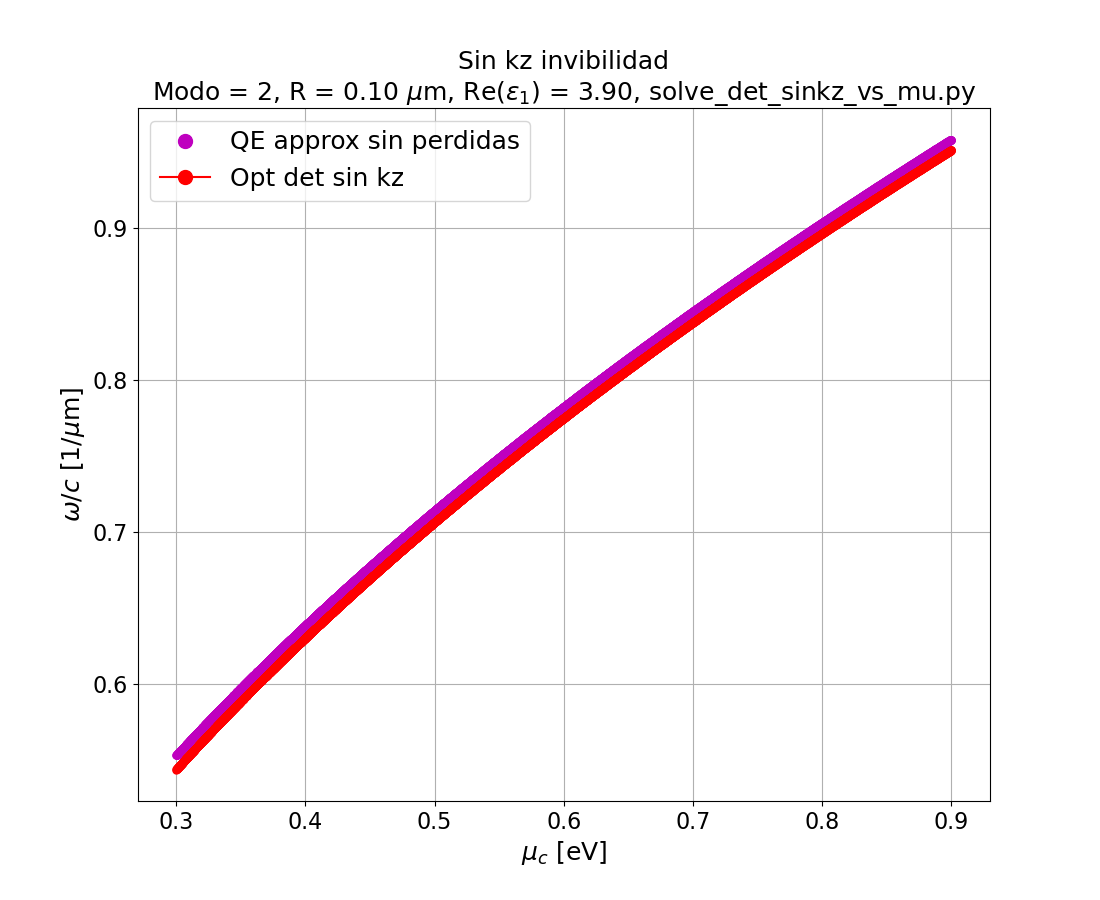 Sin kz invibilidad
Modo = 2, R = 0.10 μm, Re(ε₁) = 3.90, solve_det_sinkz_vs_mu.py
QE approx sin perdidas
Opt det sin kz
ω/c [1/μm]
0.9
0.8
0.7
0.6
0.3 0.4 0.5 0.6 0.7 0.8 0.9
μ_c [eV]